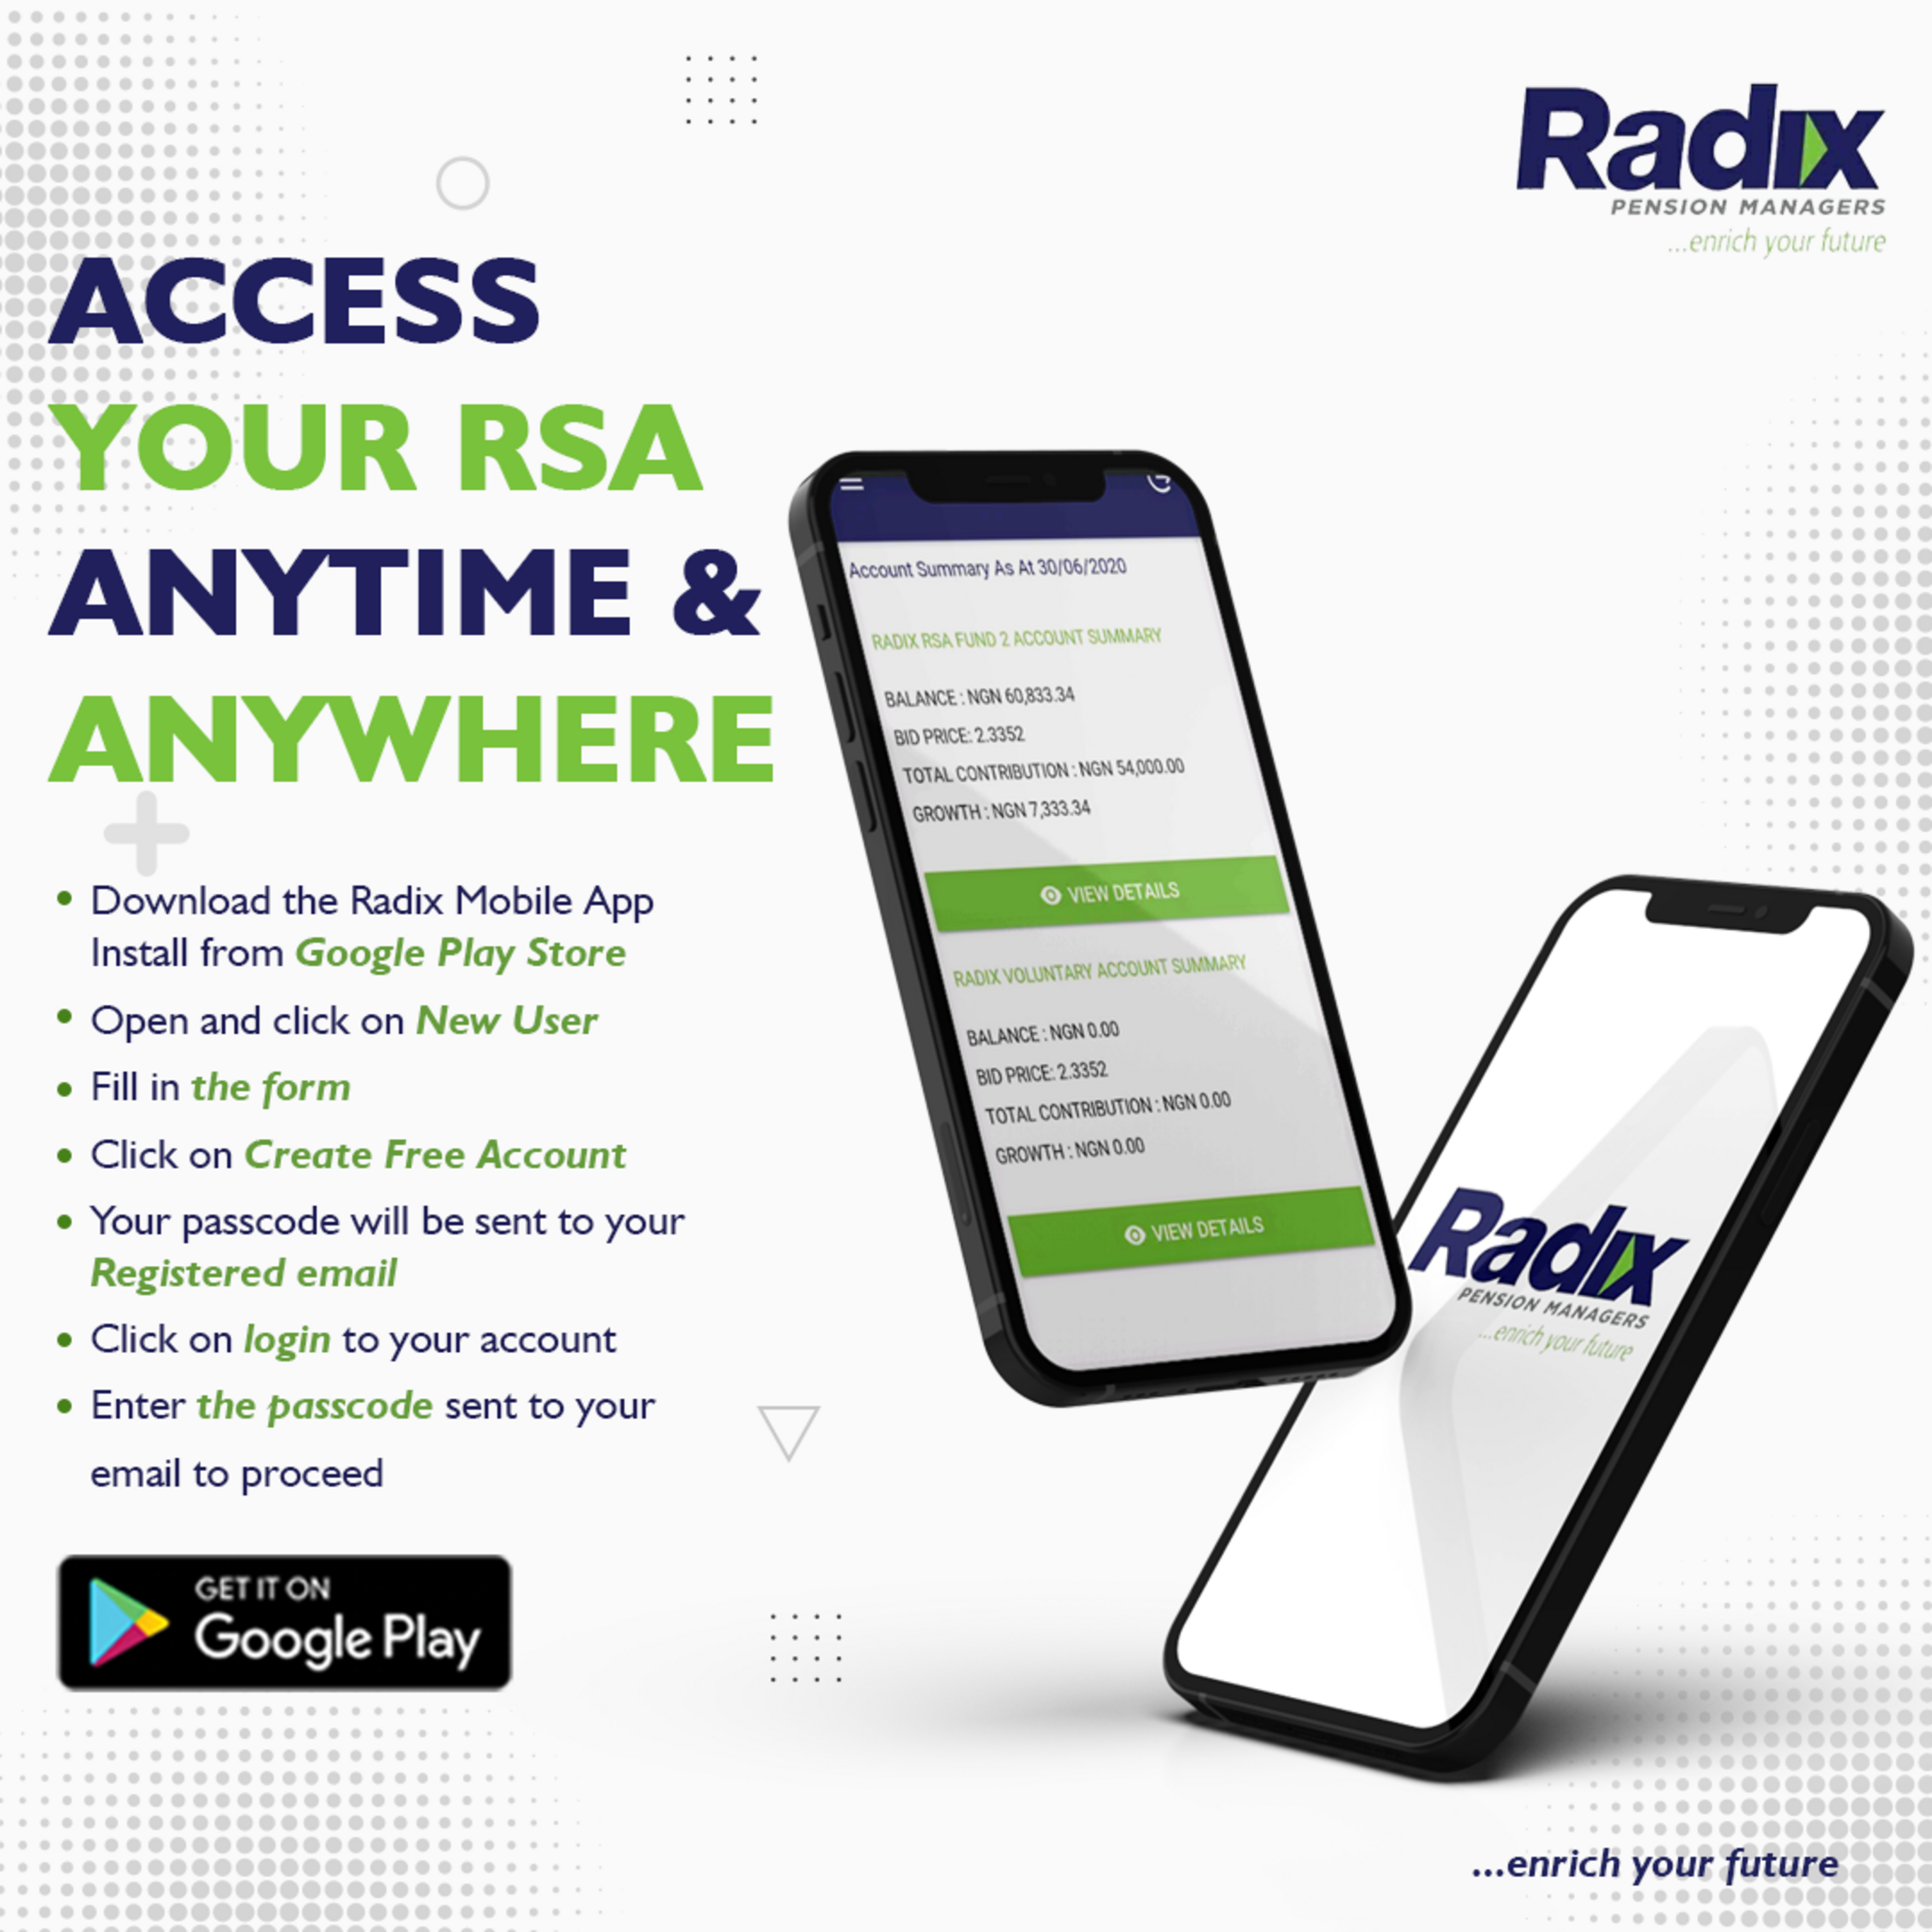 Radix
PENSION MANAGERS
...enrich your future
ACCESS
YOUR RSA
ANYTIME &
ANYWHERE
• Download the Radix Mobile App
Install from Google Play Store
• Open and click on New User
• Fill in the form
• Click on Create Free Account
• Your passcode will be sent to your
Registered email
• Click on login to your account
• Enter the passcode sent to your
email to proceed
GET IT ON
Google Play
Account Summary As At 30/06/2020
RADIX RSA FUND 2 ACCOUNT SUMMARY
BALANCE : NGN 60,833.34
BID PRICE: 2.3352
TOTAL CONTRIBUTION : NGN 54,000.00
GROWTH : NGN 7,333.34
VIEW DETAILS
RADIX VOLUNTARY ACCOUNT SUMMARY
BALANCE : NGN 0.00
BID PRICE: 2.3352
TOTAL CONTRIBUTION : NGN 0.00
GROWTH : NGN 0.00
VIEW DETAILS
Radix
PENSION MANAGERS
...enrich your future
...enrich your future